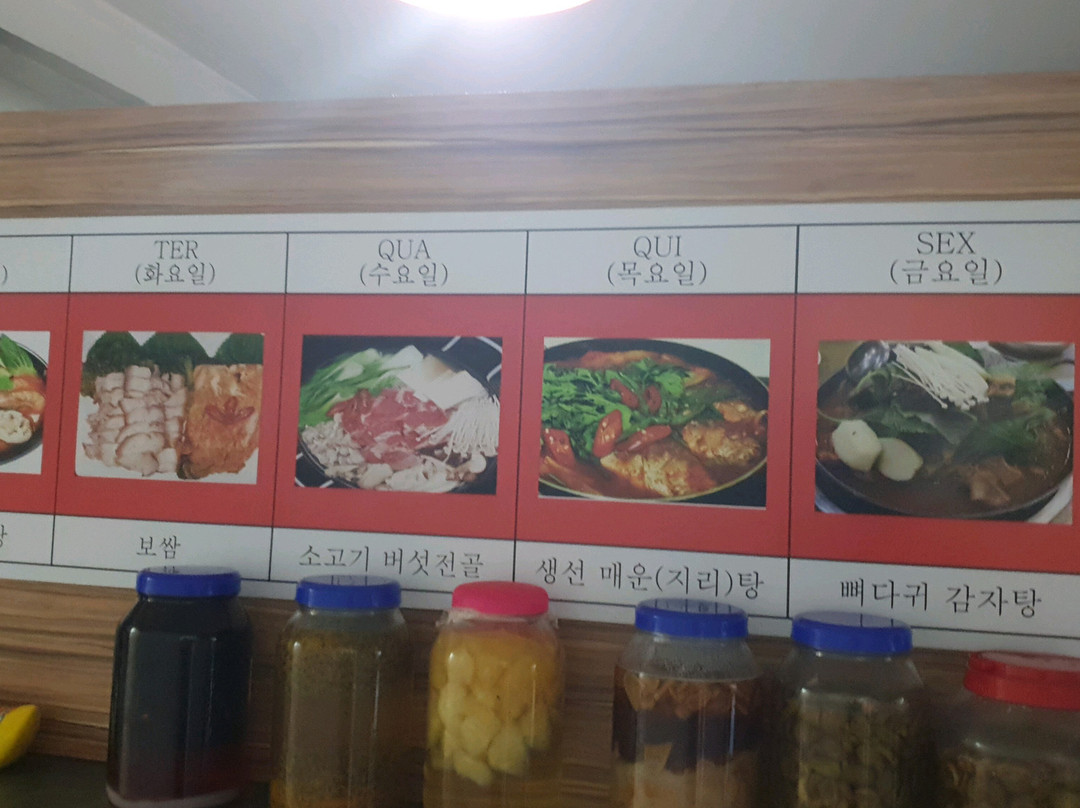 TER
(화요일)
QUA
(수요일)
QUI
(목요일)
SEX
(금요일)
보쌈
소고기 버섯전골
생선 매운(지리)탕
뼈다귀 감자탕